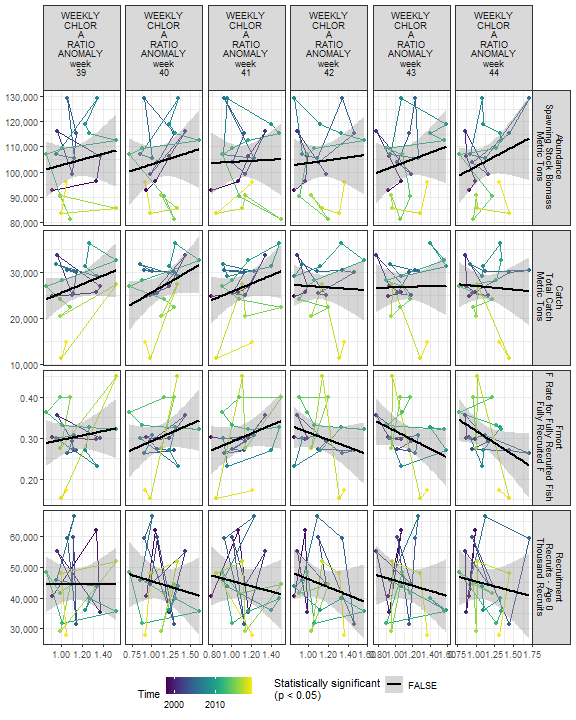 WEEKLY CHLOR A RATIO ANOMALY week 39
WEEKLY CHLOR A RATIO ANOMALY week 40
WEEKLY CHLOR A RATIO ANOMALY week 41
WEEKLY CHLOR A RATIO ANOMALY week 42
WEEKLY CHLOR A RATIO ANOMALY week 43
WEEKLY CHLOR A RATIO ANOMALY week 44
130,000
120,000
110,000
100,000
90,000
80,000
Abundance
Spawning Stock Biomass
Metric Tons
30,000
20,000
10,000
Catch
Total Catch
Metric Tons
0.40
0.30
0.20
Fmort
F Rate for Fully Recruited Fish
Fully Recruited F
60,000
50,000
40,000
30,000
Recruitment
Recruits - Age 0
Thousand Recruits
1.00 1.20 1.40
0.75 1.00 1.25 1.50
0.80 1.00 1.20 1.40
1.00 1.20 1.40 1.60
1.00 1.20 1.40 1.60
0.75 1.00 1.25 1.50 1.75
Time
2000 2010
Statistically significant
(p < 0.05)
FALSE